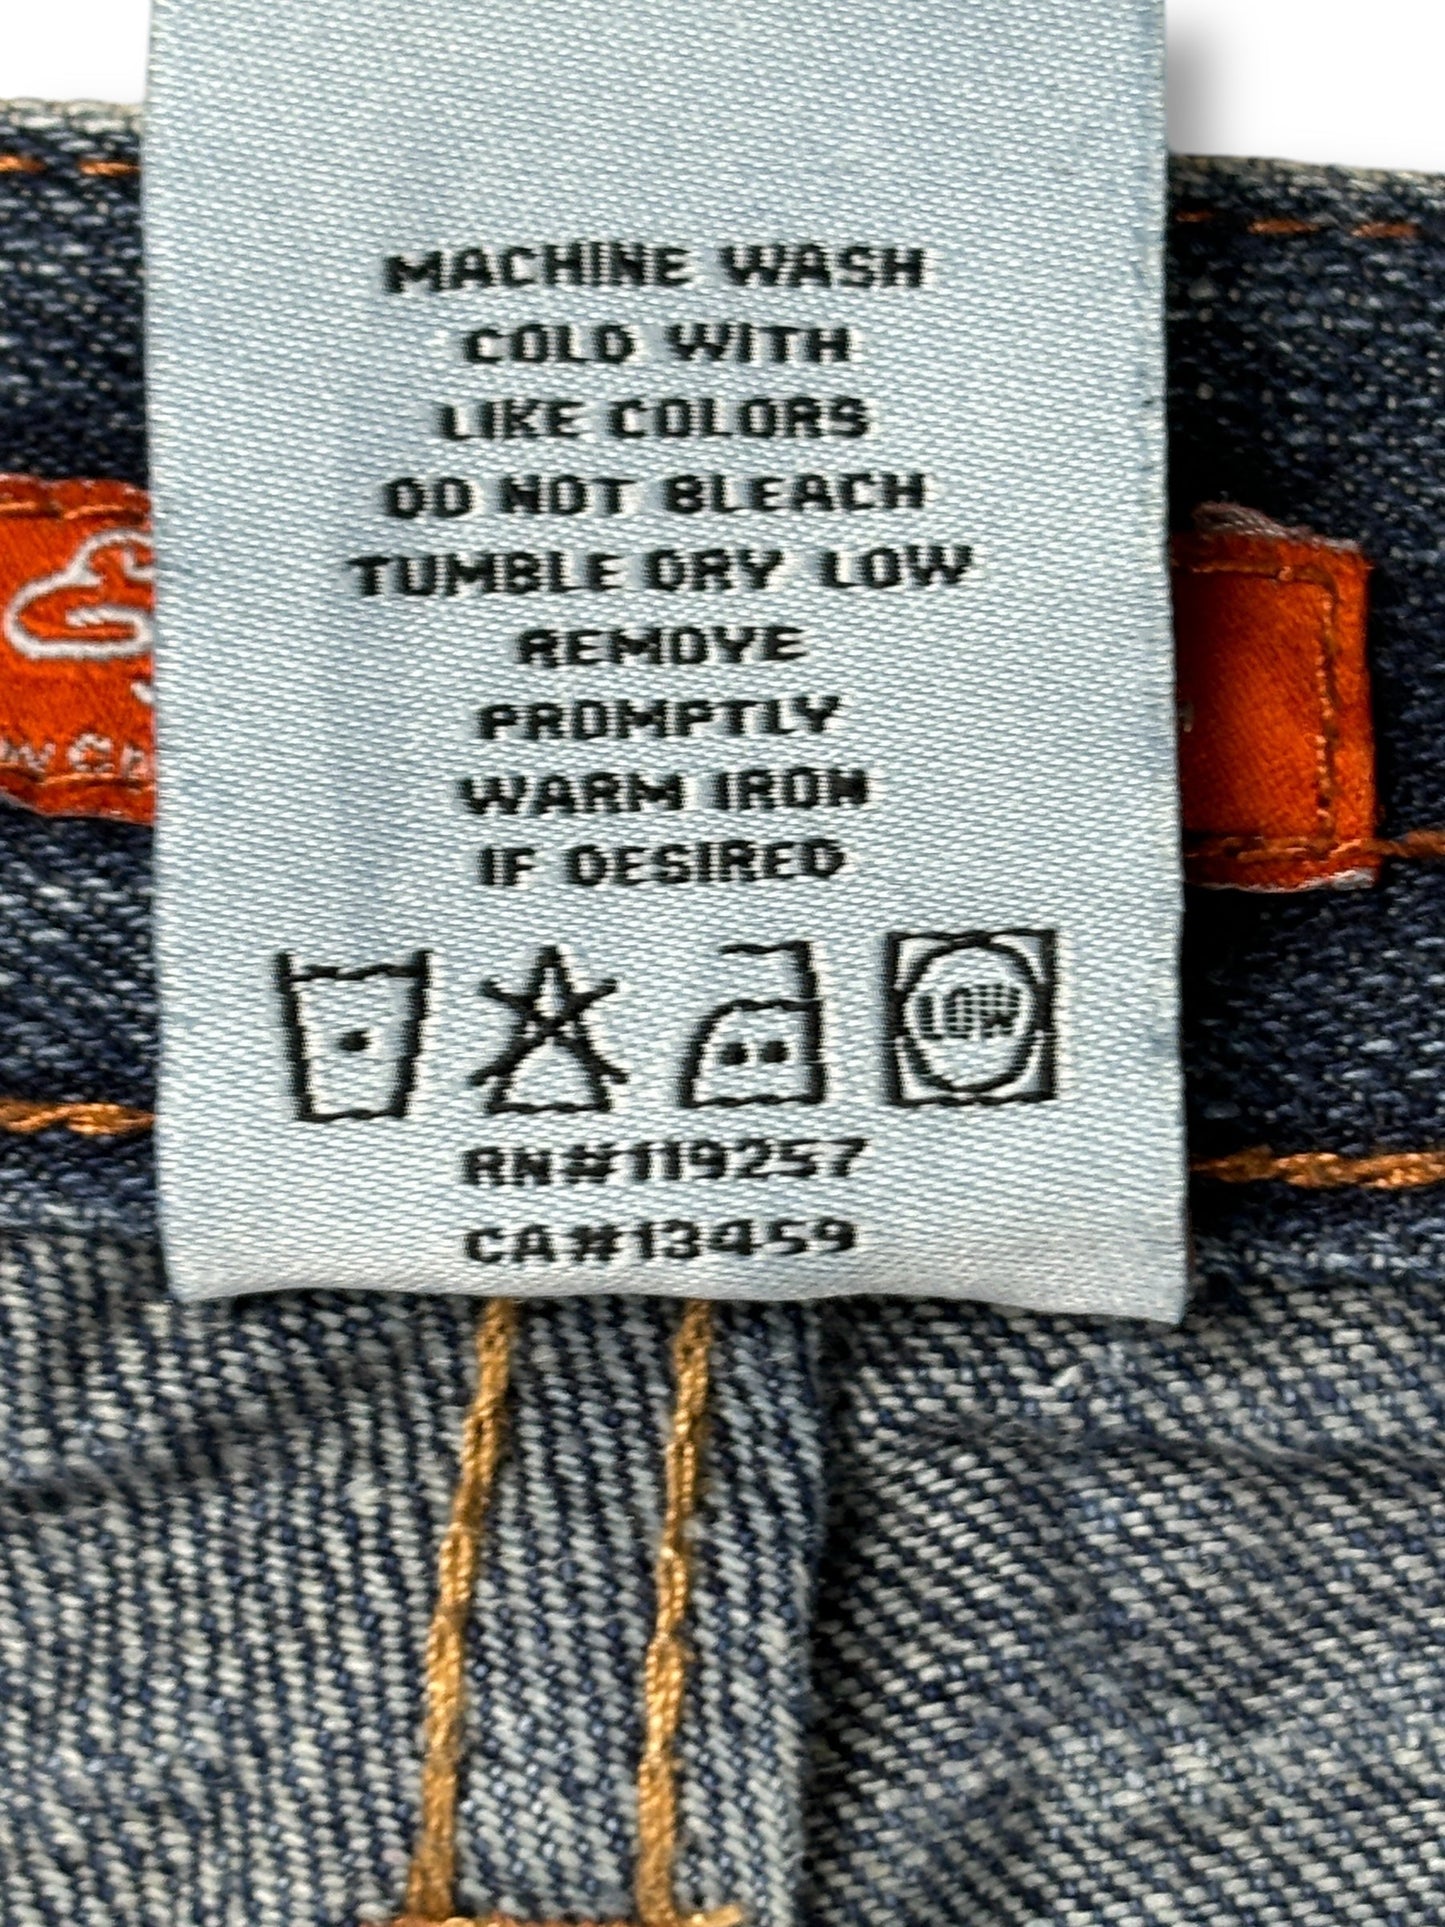 MACHINE WASH
COLD WITH
LIKE COLORS
DO NOT BLEACH
TUMBLE DRY LOW
REMOVE
PROMPTLY
WARM IRON
IF DESIRED
LOW
RN#119257
CA#13459